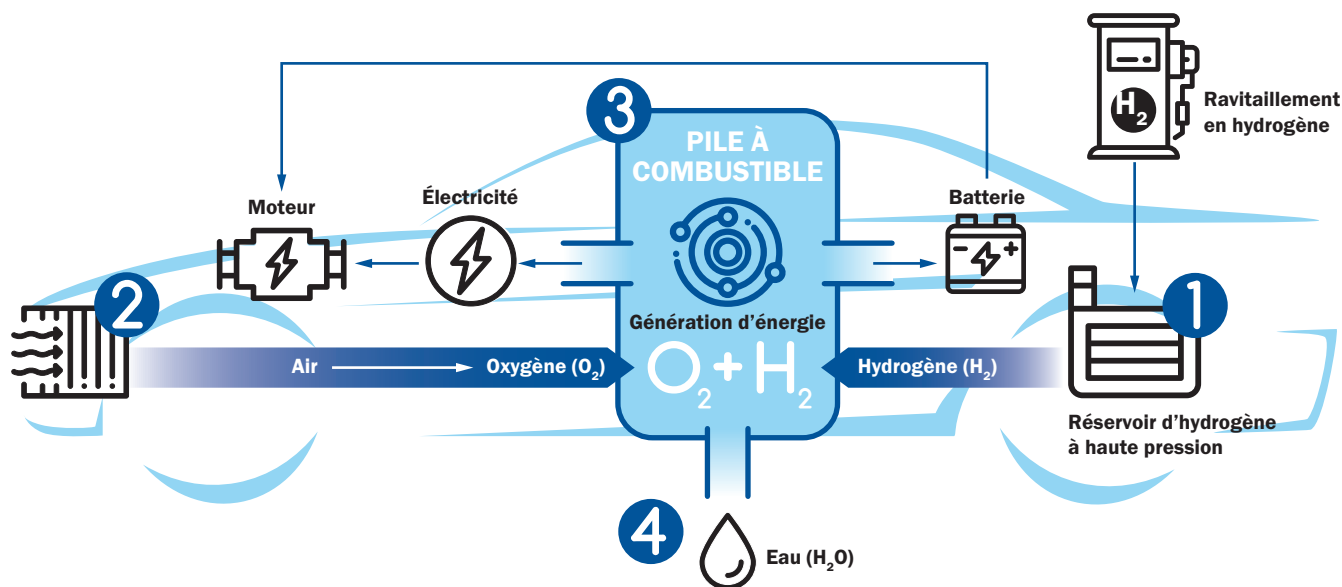 H₂
Ravitaillement
en hydrogène
3
PILE À
COMBUSTIBLE
Moteur
Électricité
Batterie
- +
2
1
Génération d’énergie
Air
Oxygène (O₂)
O₂ + H₂
Hydrogène (H₂)
Réservoir d’hydrogène
à haute pression
4
Eau (H₂O)